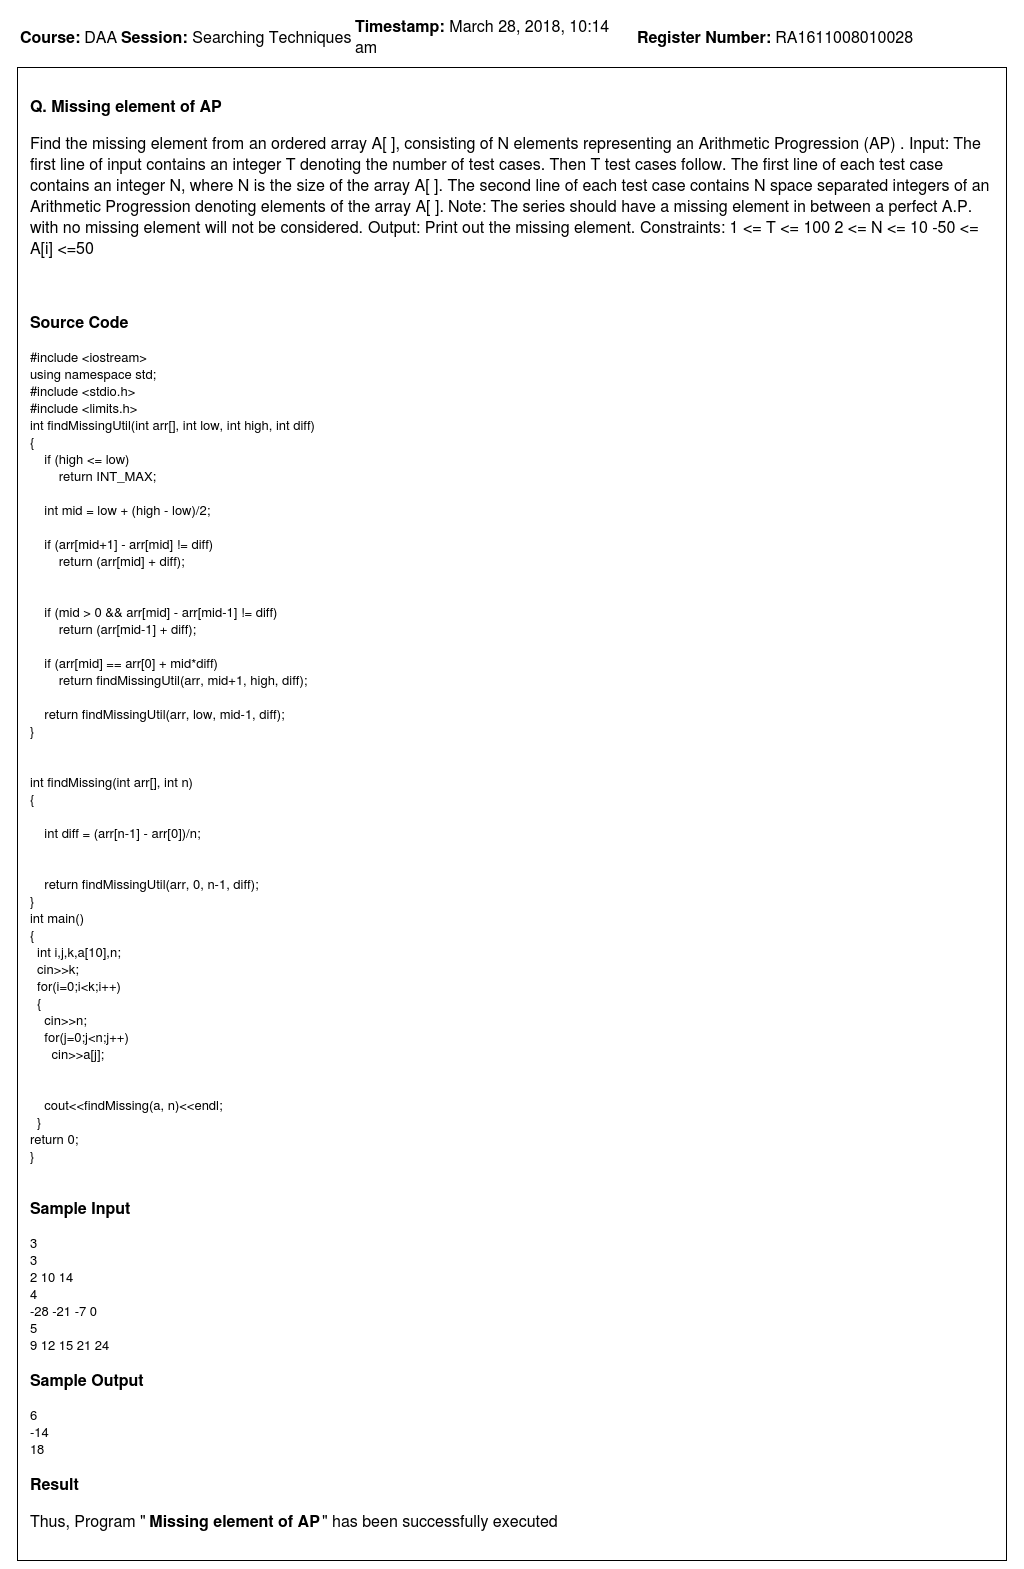 Course: DAA Session: Searching Techniques Timestamp: March 28, 2018, 10:14 am Register Number: RA1611008010028
Q. Missing element of AP
Find the missing element from an ordered array A[ ], consisting of N elements representing an Arithmetic Progression (AP) . Input: The
first line of input contains an integer T denoting the number of test cases. Then T test cases follow. The first line of each test case
contains an integer N, where N is the size of the array A[ ]. The second line of each test case contains N space separated integers of an
Arithmetic Progression denoting elements of the array A[ ]. Note: The series should have a missing element in between a perfect A.P.
with no missing element will not be considered. Output: Print out the missing element. Constraints: 1 <= T <= 100 2 <= N <= 10 -50 <=
A[i] <=50
Source Code
#include <iostream>
using namespace std;
#include <stdio.h>
#include <limits.h>
int findMissingUtil(int arr[], int low, int high, int diff)
{
if (high <= low)
return INT_MAX;
int mid = low + (high - low)/2;
if (arr[mid+1] - arr[mid] != diff)
return (arr[mid] + diff);
if (mid > 0 && arr[mid] - arr[mid-1] != diff)
return (arr[mid-1] + diff);
if (arr[mid] == arr[0] + mid*diff)
return findMissingUtil(arr, mid+1, high, diff);
return findMissingUtil(arr, low, mid-1, diff);
}
int findMissing(int arr[], int n)
{
int diff = (arr[n-1] - arr[0])/n;
return findMissingUtil(arr, 0, n-1, diff);
}
int main()
{
int i,j,k,a[10],n;
cin>>k;
for(i=0;i<k;i++)
{
cin>>n;
for(j=0;j<n;j++)
cin>>a[j];
cout<<findMissing(a, n)<<endl;
}
return 0;
}
Sample Input
3
3
2 10 14
4
-28 -21 -7 0
5
9 12 15 21 24
Sample Output
6
-14
18
Result
Thus, Program " Missing element of AP" has been successfully executed